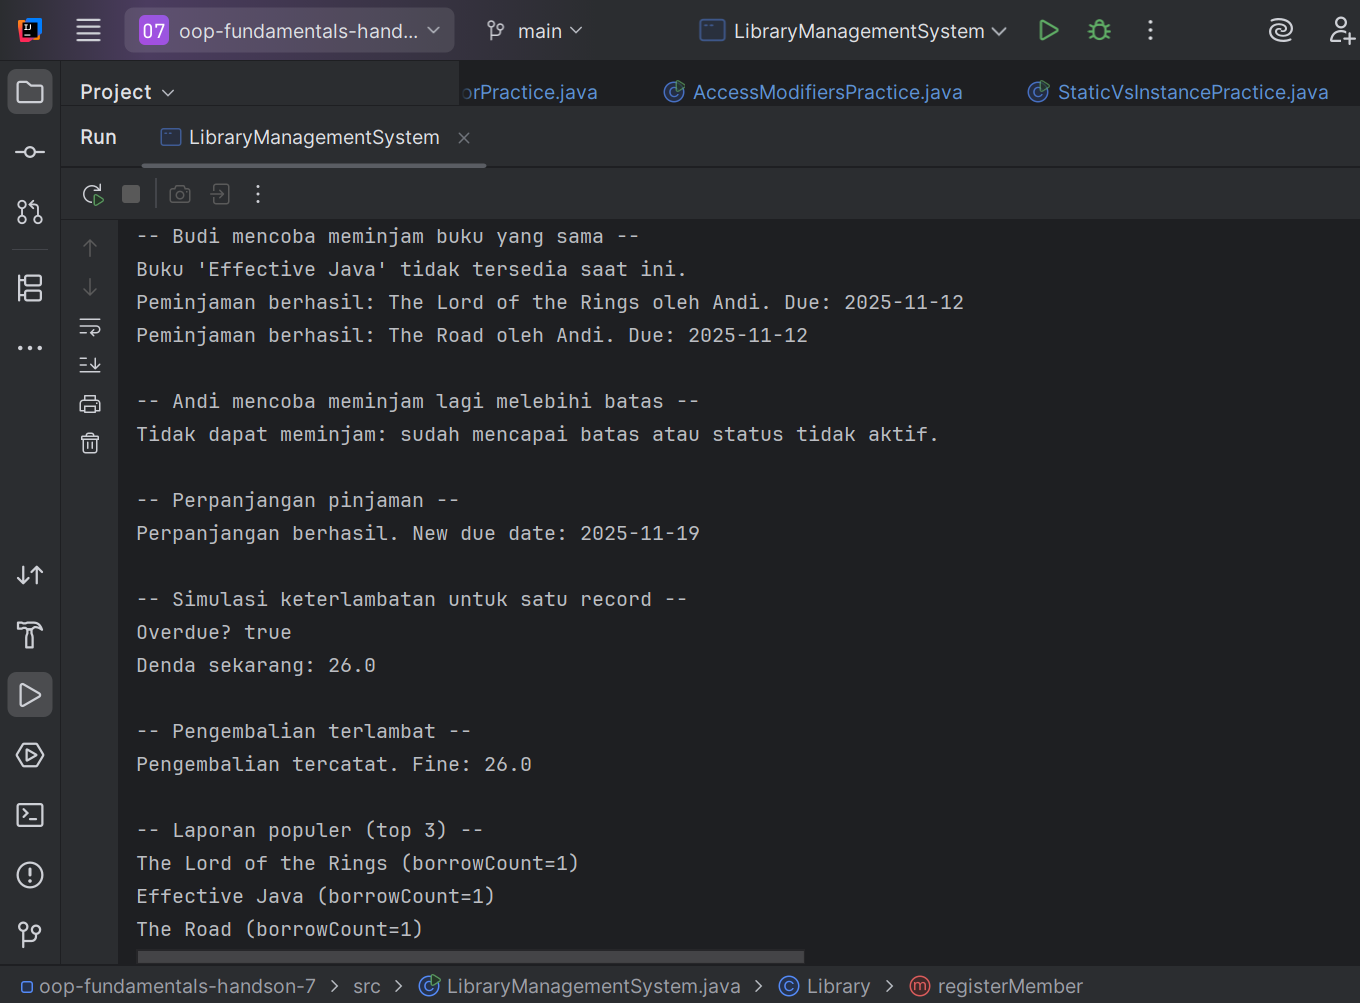 07 oop-fundamentals-hand... main LibraryManagementSystem
Project orPractice.java AccessModifiersPractice.java StaticVsInstancePractice.java
Run LibraryManagementSystem
-- Budi mencoba meminjam buku yang sama --
Buku 'Effective Java' tidak tersedia saat ini.
Peminjaman berhasil: The Lord of the Rings oleh Andi. Due: 2025-11-12
Peminjaman berhasil: The Road oleh Andi. Due: 2025-11-12
-- Andi mencoba meminjam lagi melebihi batas --
Tidak dapat meminjam: sudah mencapai batas atau status tidak aktif.
-- Perpanjangan pinjaman --
Perpanjangan berhasil. New due date: 2025-11-19
-- Simulasi keterlambatan untuk satu record --
Overdue? true
Denda sekarang: 26.0
-- Pengembalian terlambat --
Pengembalian tercatat. Fine: 26.0
-- Laporan populer (top 3) --
The Lord of the Rings (borrowCount=1)
Effective Java (borrowCount=1)
The Road (borrowCount=1)
oop-fundamentals-handson-7 > src > LibraryManagementSystem.java > Library > registerMember